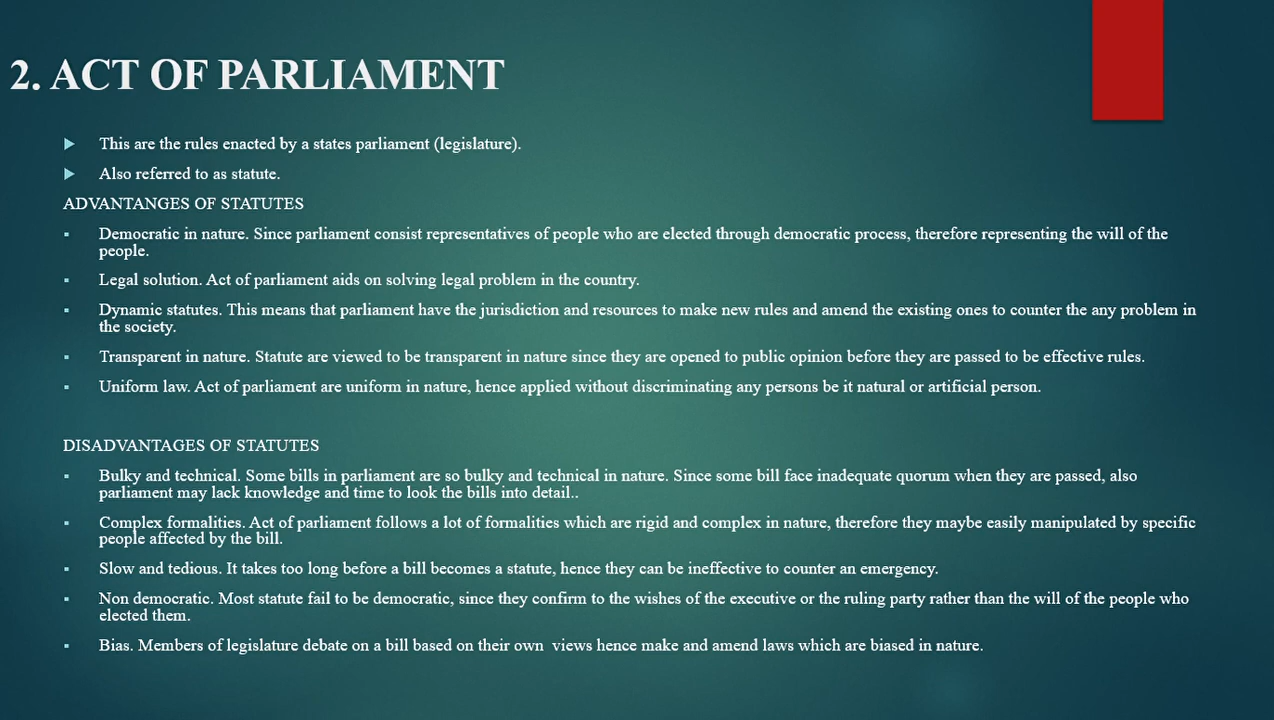 2. ACT OF PARLIAMENT
This are the rules enacted by a states parliament (legislature).
Also referred to as statute.
ADVANTANGES OF STATUTES
Democratic in nature. Since parliament consist representatives of people who are elected through democratic process, therefore representing the will of the
people.
Legal solution. Act of parliament aids on solving legal problem in the country.
Dynamic statutes. This means that parliament have the jurisdiction and resources to make new rules and amend the existing ones to counter the any problem in
the society.
Transparent in nature. Statute are viewed to be transparent in nature since they are opened to public opinion before they are passed to be effective rules.
Uniform law. Act of parliament are uniform in nature, hence applied without discriminating any persons be it natural or artificial person.
DISADVANTAGES OF STATUTES
Bulky and technical. Some bills in parliament are so bulky and technical in nature. Since some bill face inadequate quorum when they are passed, also
parliament may lack knowledge and time to look the bills into detail..
Complex formalities. Act of parliament follows a lot of formalities which are rigid and complex in nature, therefore they maybe easily manipulated by specific
people affected by the bill.
Slow and tedious. It takes too long before a bill becomes a statute, hence they can be ineffective to counter an emergency.
Non democratic. Most statute fail to be democratic, since they confirm to the wishes of the executive or the ruling party rather than the will of the people who
elected them.
Bias. Members of legislature debate on a bill based on their own  views hence make and amend laws which are biased in nature.